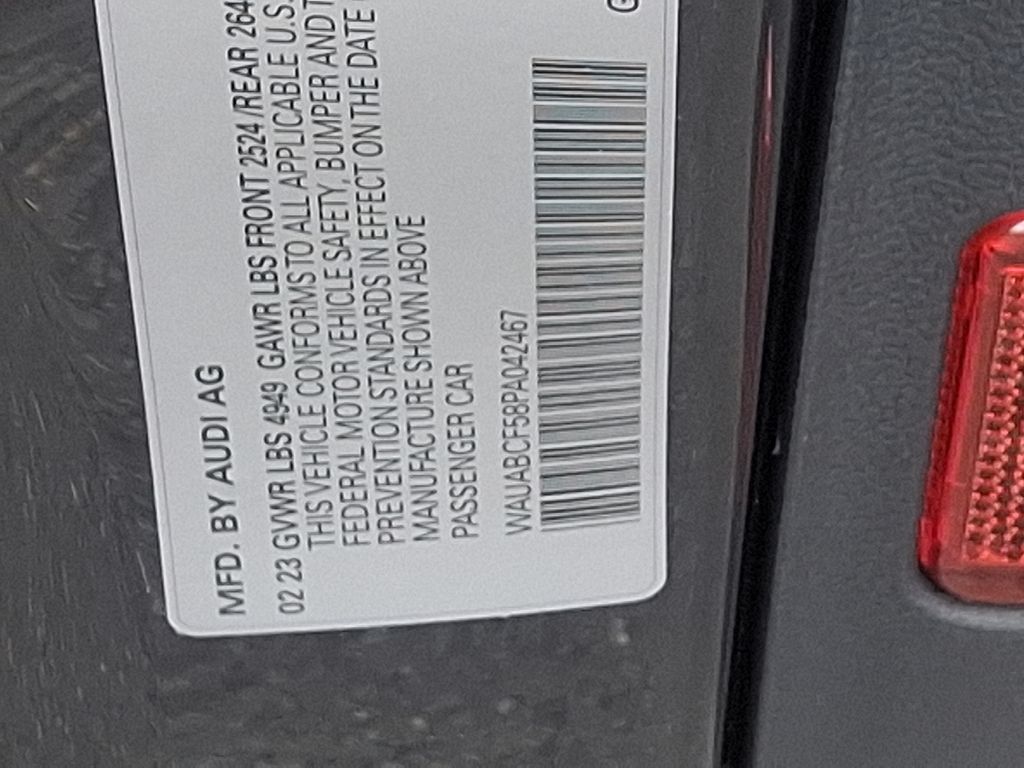 MFD. BY AUDI AG
02 23 GVWR LBS 4949 GAWR LBS FRONT 2524 /REAR 264
THIS VEHICLE CONFORMS TO ALL APPLICABLE U.S.
FEDERAL MOTOR VEHICLE SAFETY, BUMPER AND T
PREVENTION STANDARDS IN EFFECT ON THE DATE
MANUFACTURE SHOWN ABOVE
PASSENGER CAR
WAUABCF58PA042467
G